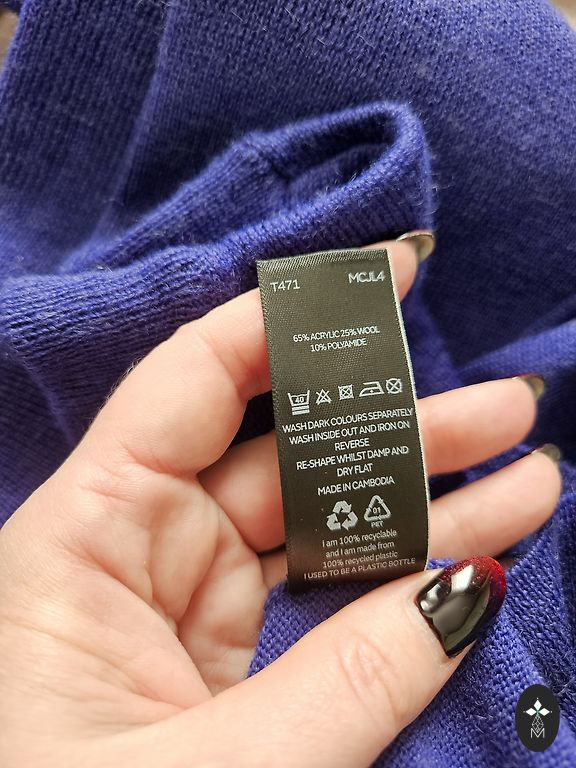 T471 MCJL4
65% ACRYLIC 25% WOOL
10% POLYAMIDE
40
WASH DARK COLOURS SEPARATELY
WASH INSIDE OUT AND IRON ON
REVERSE
RE-SHAPE WHILST DAMP AND
DRY FLAT
MADE IN CAMBODIA
01
PET
I am 100% recyclable
and I am made from
100% recycled plastic
I USED TO BE A PLASTIC BOTTLE
M